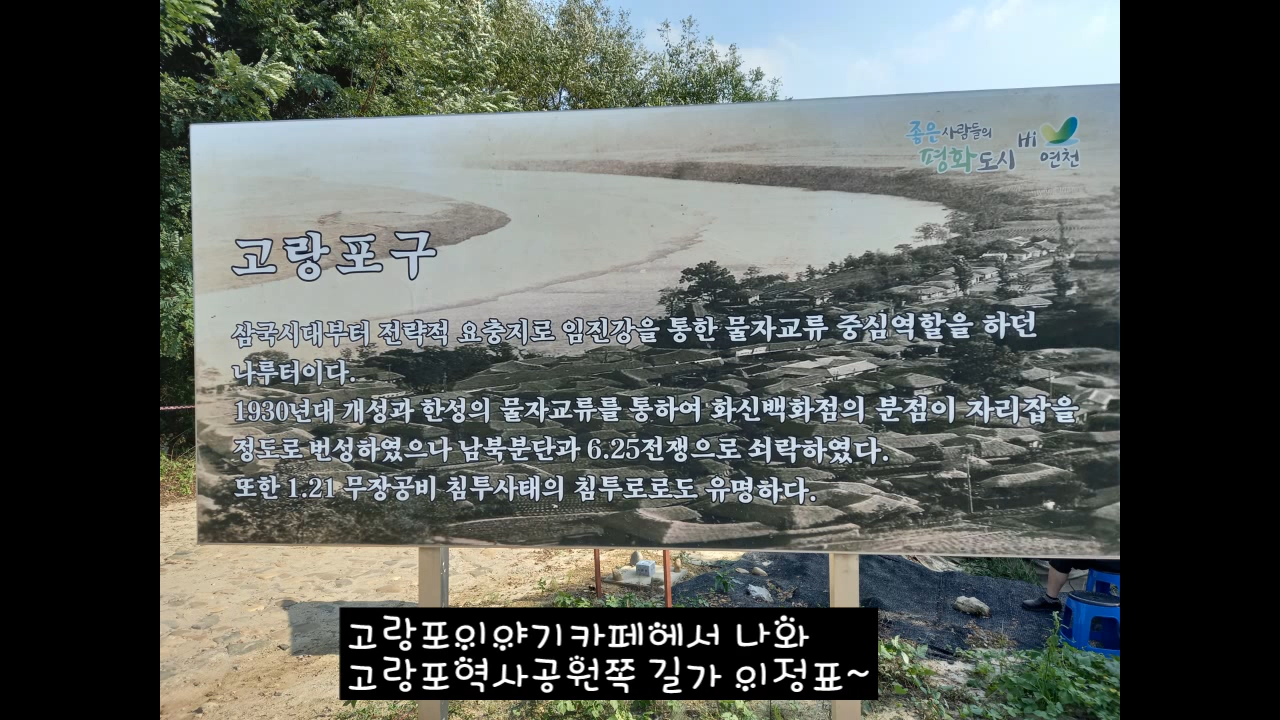 좋은사람들의
평화도시 Hi 연천
고랑포구
삼국시대부터 전략적 요충지로 임진강을 통한 물자교류 중심역할을 하던
나루터이다.
1930년대 개성과 한성의 물자교류를 통하여 화신백화점의 분점이 자리잡을
정도로 번성하였으나 남북분단과 6.25전쟁으로 쇠락하였다.
또한 1.21 무장공비 침투사태의 침투로로도 유명하다.
고랑포이야기카페헤서 나와
고랑포혁사공원쪽 길가 이정표~